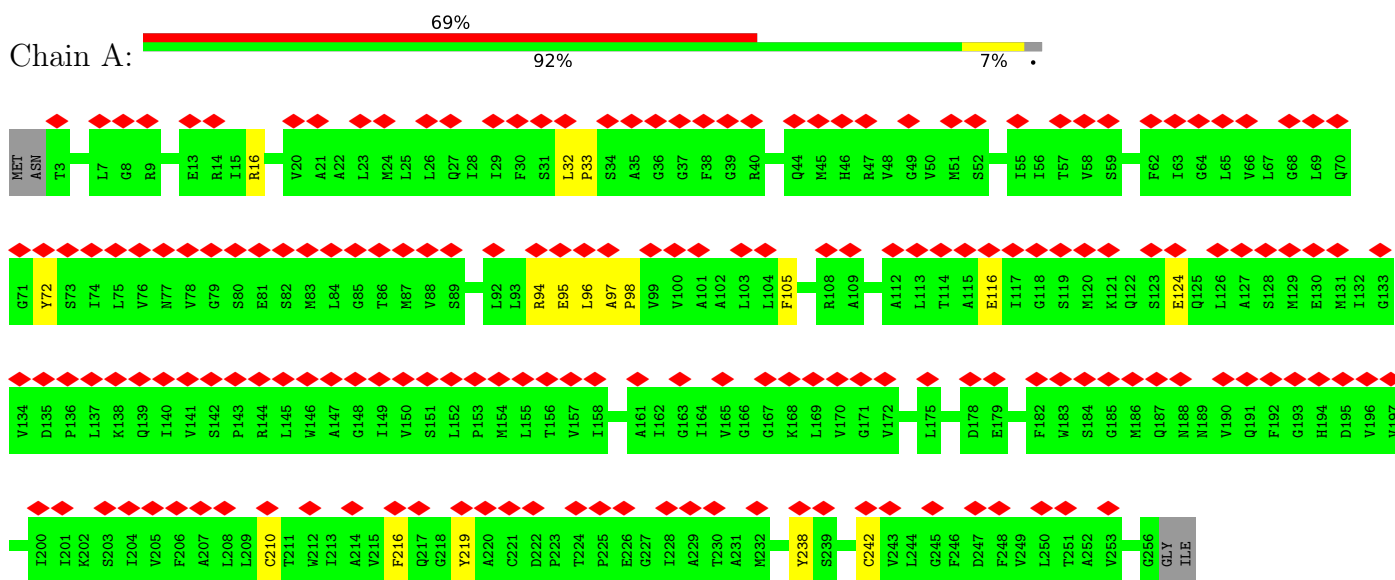 69%
Chain A:
92% 7% •
MET ASN T3 L7 G8 R9 E13 R14 I15 R16 V20 A21 A22 L23 M24 L25 L26 Q27 I28 I29 F30 S31 L32 P33 S34 A35 G36 G37 F38 G39 R40 Q44 M45 H46 R47 V48 G49 V50 M51 S52 I55 I56 T57 V58 S59 F62 I63 G64 L65 V66 L67 G68 L69 Q70
G71 Y72 S73 I74 L75 V76 N77 V78 G79 S80 E81 S82 M83 L84 G85 T86 M87 V88 S89 L92 L93 R94 E95 L96 A97 P98 V99 V100 A101 A102 L103 L104 F105 R108 A109 A112 L113 T114 A115 E116 I117 G118 S119 M120 K121 Q122 S123 E124 Q125 L126 A127 S128 M129 E130 M131 I132 G133
V134 D135 P136 L137 K138 Q139 I140 V141 S142 P143 R144 L145 W146 A147 G148 I149 V150 S151 L152 P153 M154 L155 T156 V157 I158 A161 I162 G163 I164 V165 G166 G167 K168 L169 V170 G171 V172 L175 D178 E179 F182 W183 S184 G185 M186 Q187 N188 N189 V190 Q191 F192 G193 H194 D195 V196 V197
I200 I201 K202 S203 I204 V205 F206 A207 L208 L209 C210 T211 W212 I213 A214 V215 F216 Q217 G218 Y219 A220 C221 D222 P223 T224 P225 E226 G227 I228 A229 T230 A231 M232 Y238 S239 C242 V243 L244 G245 F246 D247 F248 V249 L250 T251 A252 V253 G256 GLY ILE